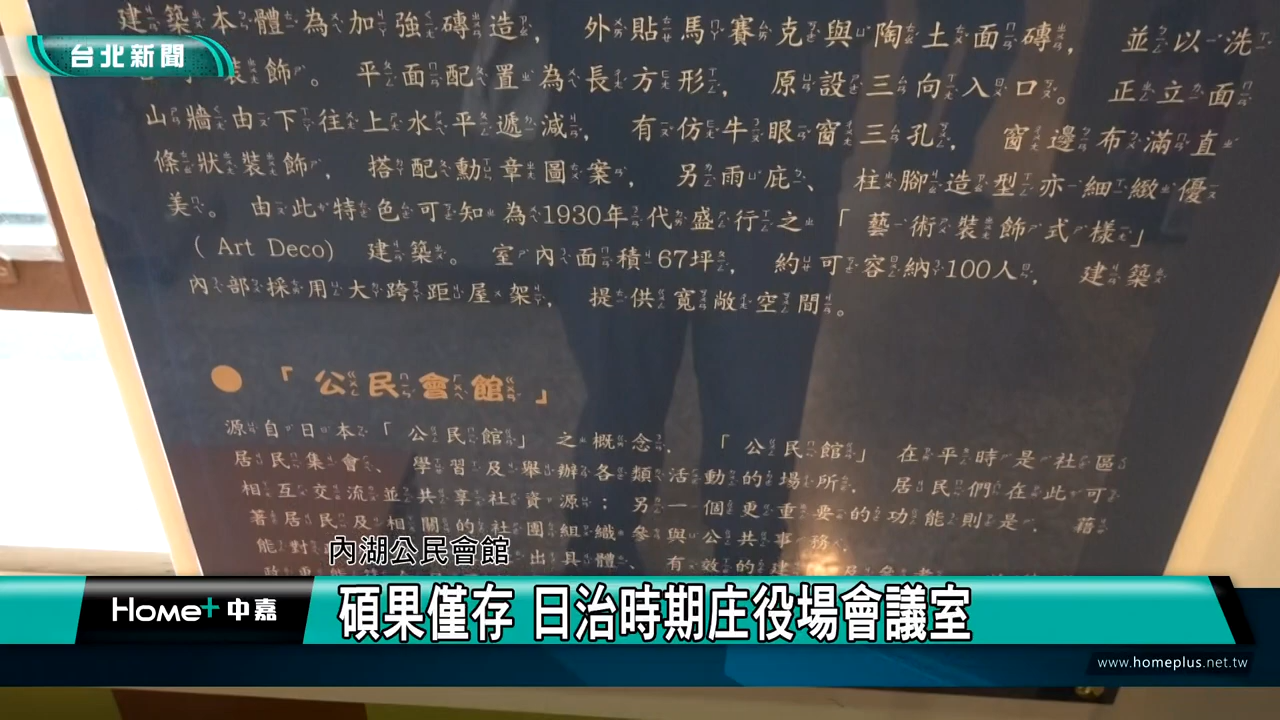 建築本體為加強磚造，外貼馬賽克與陶土面磚，並以洗
台北新聞
裝飾。平面配置為長方形，原設三向入口。正立面
山牆由下往上水平遞減，有仿牛眼窗三孔，窗邊布滿直
條狀裝飾，搭配勳章圖案，另雨庇、柱腳造型亦細緻優
美。由此特色可知為1930年代盛行之「藝術裝飾式樣」
(Art Deco) 建築。室內面積67坪，約可容納100人，建築
內部採用大跨距屋架，提供寬敞空間。
●「公民會館」
源自日本「公民館」之概念，「公民館」在平時是社區
居民集會、學習及舉辦各類活動的場所，居民們在此可
相互交流並共享社資源；另一個更重要的功能則是，藉
著居民及相關的社團組織參與公共事務，
能對
出具體、有效的建
內湖公民會館
Home+中嘉
碩果僅存 日治時期庄役場會議室
www.homeplus.net.tw